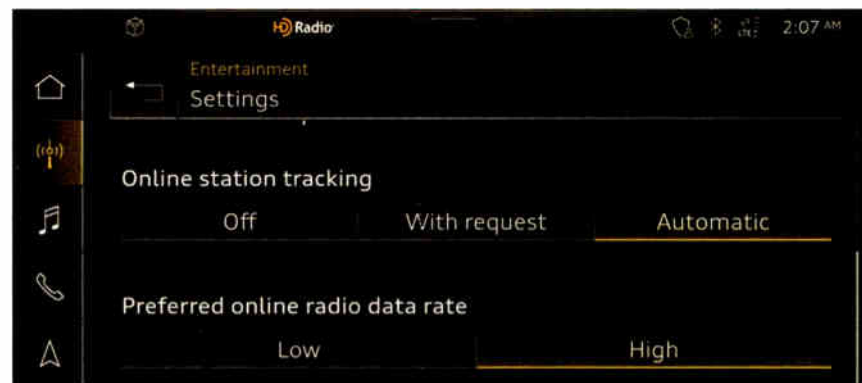 HD Radio
LTE
2:07 AM
Entertainment
Settings
Online station tracking
Off With request Automatic
Preferred online radio data rate
Low High